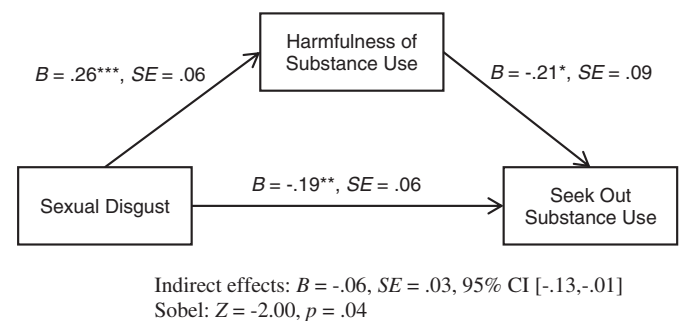 Harmfulness of
Substance Use
B = .26***, SE = .06
B = -.21*, SE = .09
B = -.19**, SE = .06
Sexual Disgust
Seek Out
Substance Use
Indirect effects: B = -.06, SE = .03, 95% CI [-.13,-.01]
Sobel: Z = -2.00, p = .04